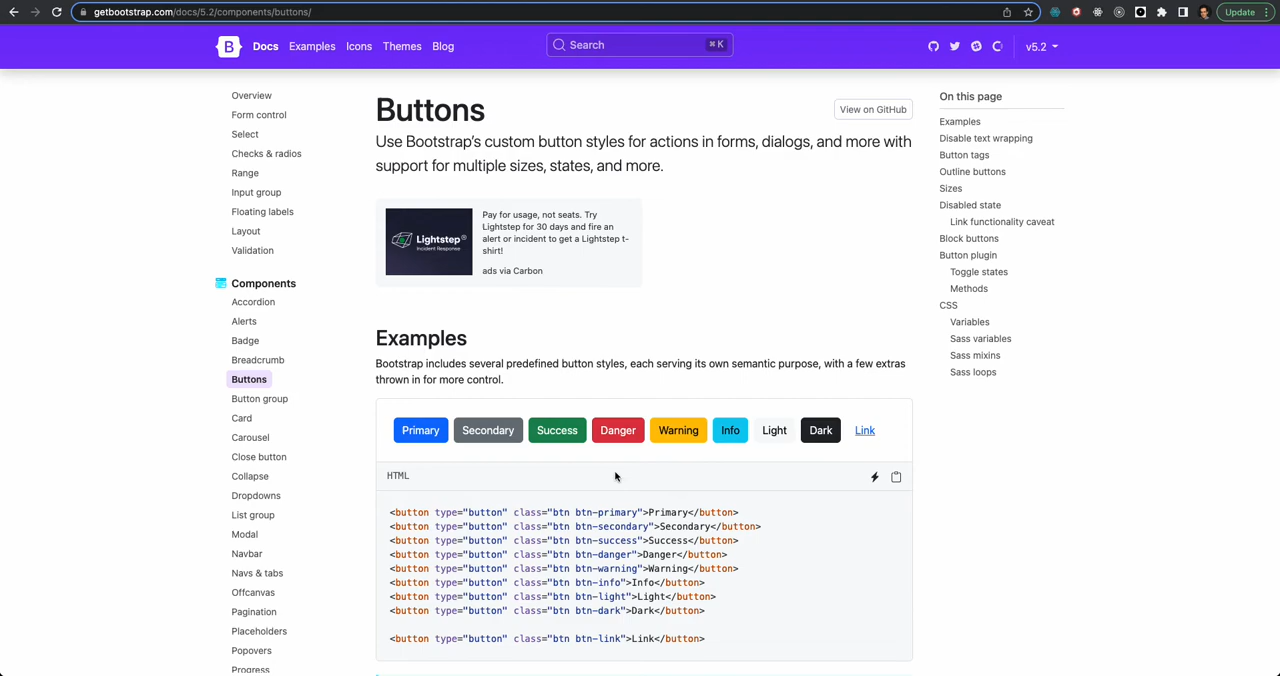 getbootstrap.com/docs/5.2/components/buttons/
Update
B
Docs
Examples
Icons
Themes
Blog
Search
⌘ K
v5.2
Overview
Form control
Select
Checks & radios
Range
Input group
Floating labels
Layout
Validation
Components
Accordion
Alerts
Badge
Breadcrumb
Buttons
Button group
Card
Carousel
Close button
Collapse
Dropdowns
List group
Modal
Navbar
Navs & tabs
Offcanvas
Pagination
Placeholders
Popovers
Progress
Buttons
View on GitHub
Use Bootstrap's custom button styles for actions in forms, dialogs, and more with
support for multiple sizes, states, and more.
Lightstep®
Incident Response
Pay for usage, not seats. Try
Lightstep for 30 days and fire an
alert or incident to get a Lightstep t-
shirt!
ads via Carbon
Examples
Bootstrap includes several predefined button styles, each serving its own semantic purpose, with a few extras
thrown in for more control.
Primary
Secondary
Success
Danger
Warning
Info
Light
Dark
Link
HTML
<button type="button" class="btn btn-primary">Primary</button>
<button type="button" class="btn btn-secondary">Secondary</button>
<button type="button" class="btn btn-success">Success</button>
<button type="button" class="btn btn-danger">Danger</button>
<button type="button" class="btn btn-warning">Warning</button>
<button type="button" class="btn btn-info">Info</button>
<button type="button" class="btn btn-light">Light</button>
<button type="button" class="btn btn-dark">Dark</button>
<button type="button" class="btn btn-link">Link</button>
On this page
Examples
Disable text wrapping
Button tags
Outline buttons
Sizes
Disabled state
Link functionality caveat
Block buttons
Button plugin
Toggle states
Methods
CSS
Variables
Sass variables
Sass mixins
Sass loops